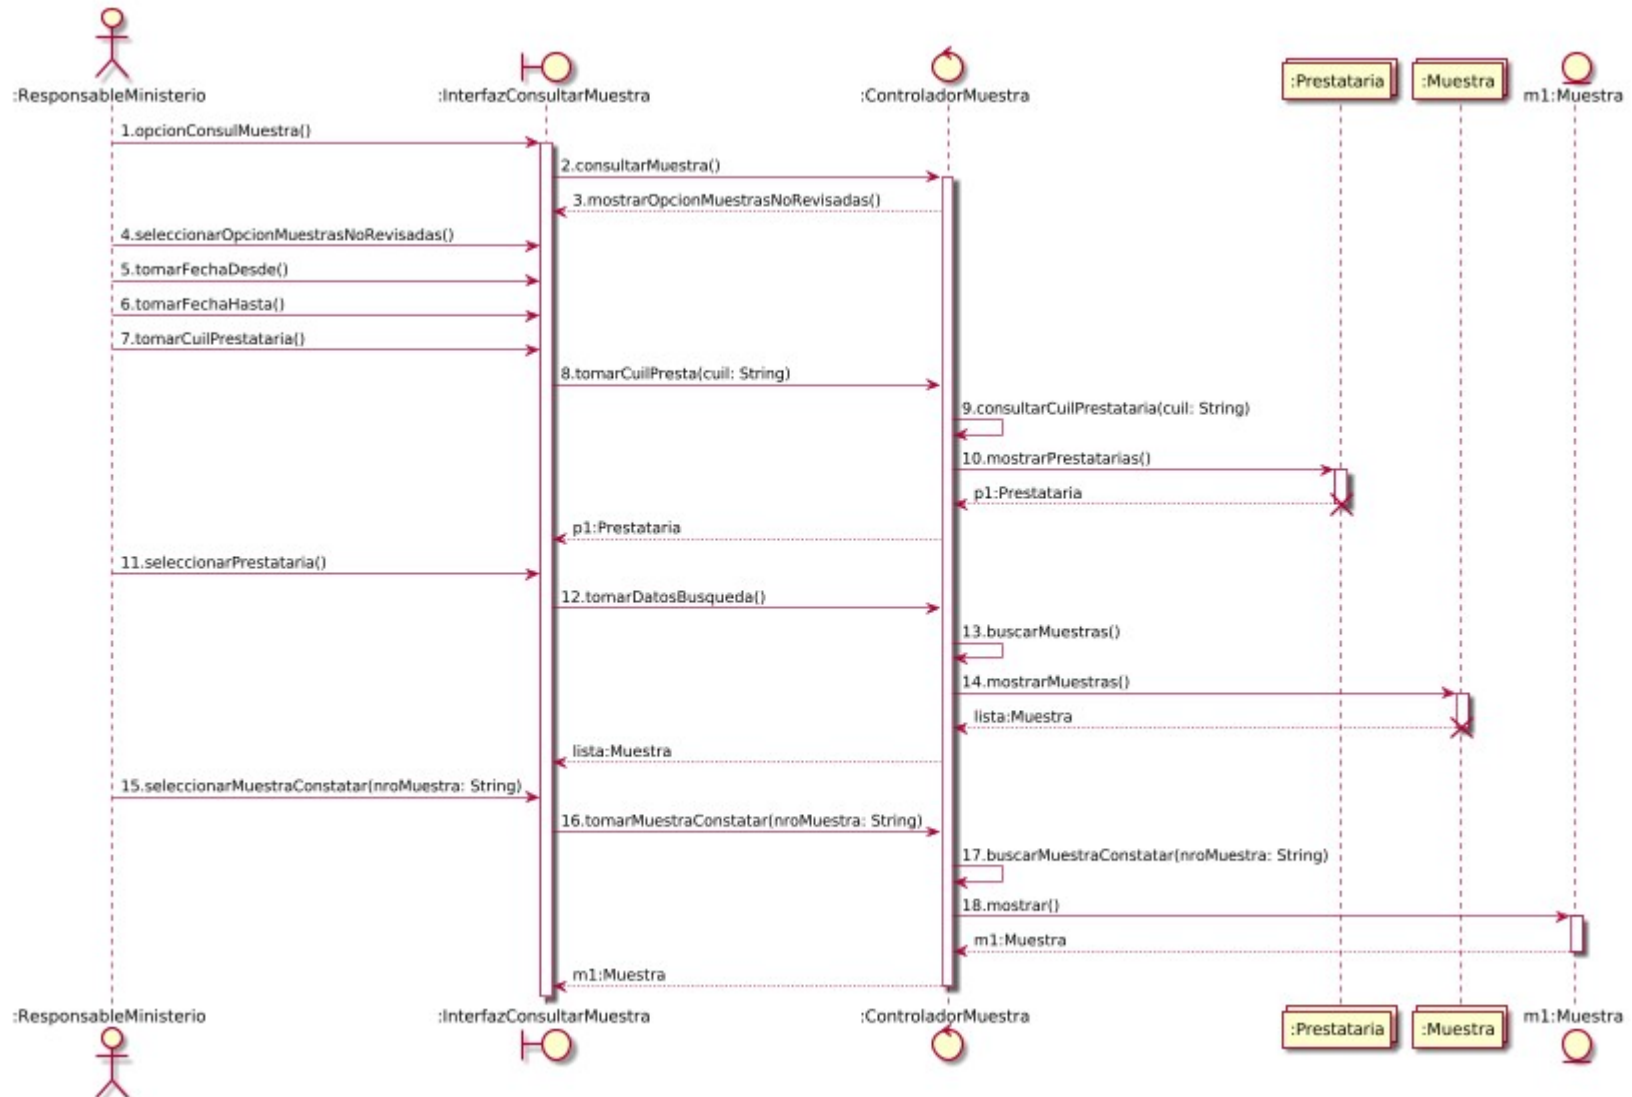 :ResponsableMinisterio
:InterfazConsultarMuestra
:ControladorMuestra
:Prestataria
:Muestra
m1:Muestra
1.opcionConsulMuestra()
2.consultarMuestra()
3.mostrarOpcionMuestrasNoRevisadas()
4.seleccionarOpcionMuestrasNoRevisadas()
5.tomarFechaDesde()
6.tomarFechaHasta()
7.tomarCuilPrestataria()
8.tomarCuilPresta(cuil: String)
9.consultarCuilPrestataria(cuil: String)
10.mostrarPrestatarias()
p1:Prestataria
p1:Prestataria
11.seleccionarPrestataria()
12.tomarDatosBusqueda()
13.buscarMuestras()
14.mostrarMuestras()
lista:Muestra
lista:Muestra
15.seleccionarMuestraConstatar(nroMuestra: String)
16.tomarMuestraConstatar(nroMuestra: String)
17.buscarMuestraConstatar(nroMuestra: String)
18.mostrar()
m1:Muestra
m1:Muestra
:ResponsableMinisterio
:InterfazConsultarMuestra
:ControladorMuestra
:Prestataria
:Muestra
m1:Muestra